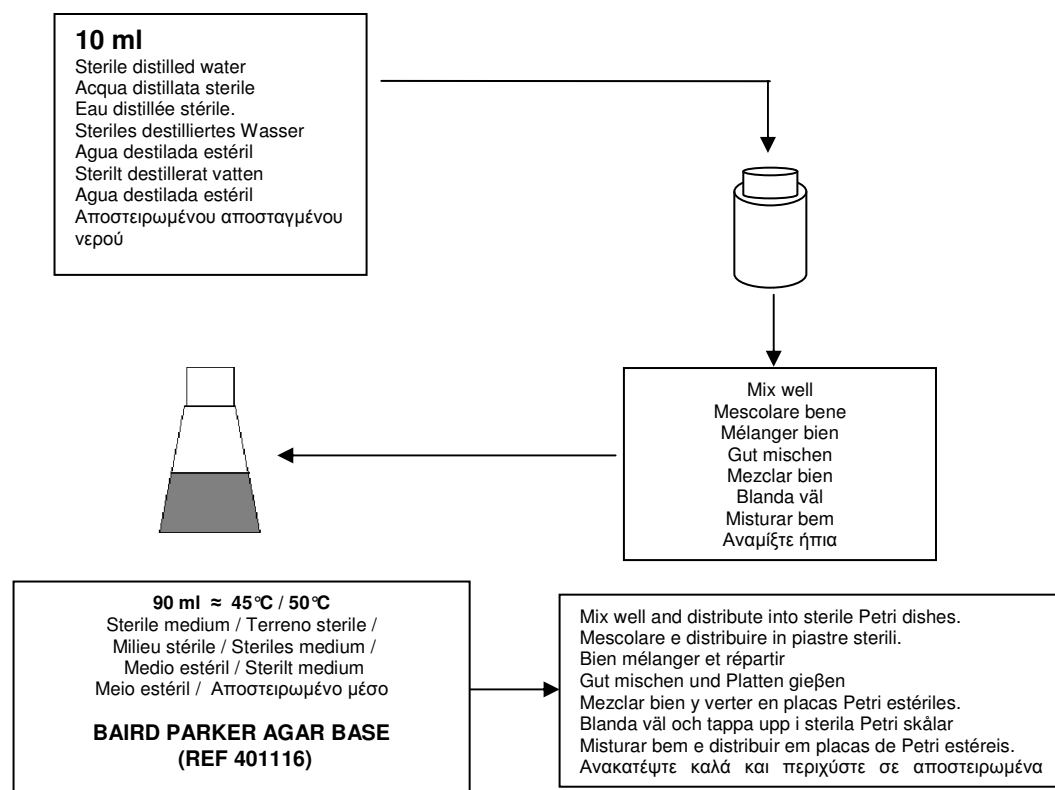 10 ml
Sterile distilled water
Acqua distillata sterile
Eau distillée stérile.
Steriles destilliertes Wasser
Agua destilada estéril
Sterilt destillerat vatten
Agua destilada estéril
Αποστειρωμένου αποσταγμένου
νερού
Mix well
Mescolare bene
Mélanger bien
Gut mischen
Mezclar bien
Blanda väl
Misturar bem
Αναμίξτε ήπια
90 ml ≈ 45°C / 50°C
Sterile medium / Terreno sterile /
Milieu stérile / Steriles medium /
Medio estéril / Sterilt medium
Meio estéril / Αποστειρωμένο μέσο
BAIRD PARKER AGAR BASE
(REF 401116)
Mix well and distribute into sterile Petri dishes.
Mescolare e distribuire in piastre sterili.
Bien mélanger et répartir
Gut mischen und Platten gieβen
Mezclar bien y verter en placas Petri estériles.
Blanda väl och tappa upp i sterila Petri skålar
Misturar bem e distribuir em placas de Petri estéreis.
Ανακατέψτε καλά και περιχύστε σε αποστειρωμένα